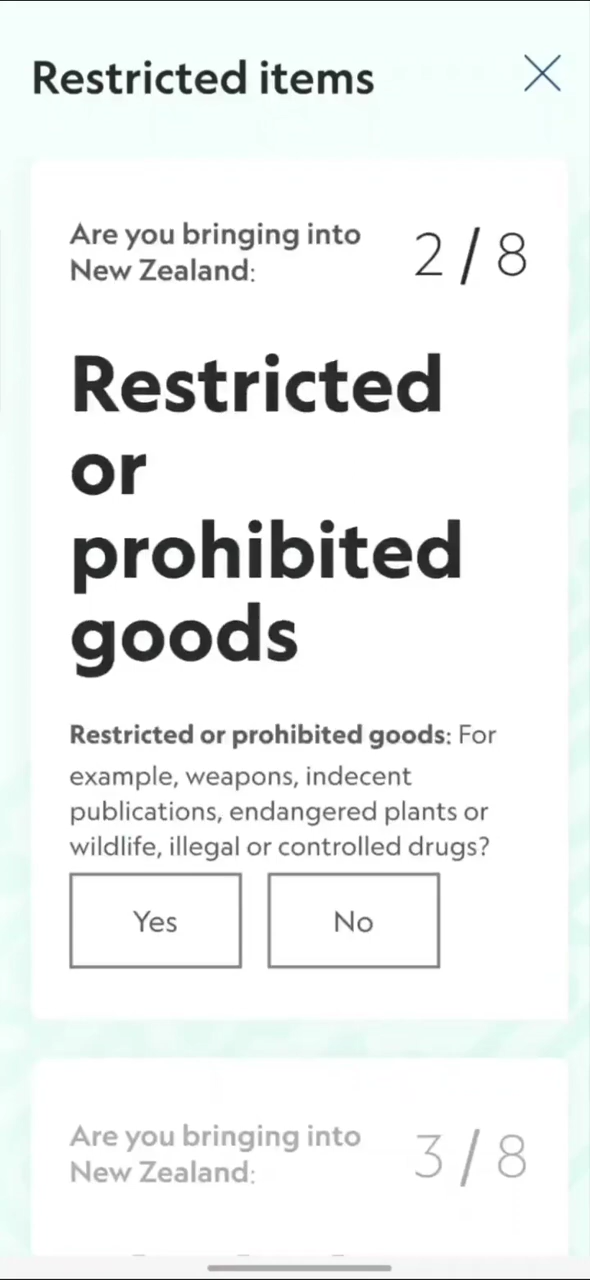 Restricted items
Are you bringing into
New Zealand:
2 / 8
Restricted
or
prohibited
goods
Restricted or prohibited goods: For
example, weapons, indecent
publications, endangered plants or
wildlife, illegal or controlled drugs?
Yes
No
Are you bringing into
New Zealand:
3 / 8